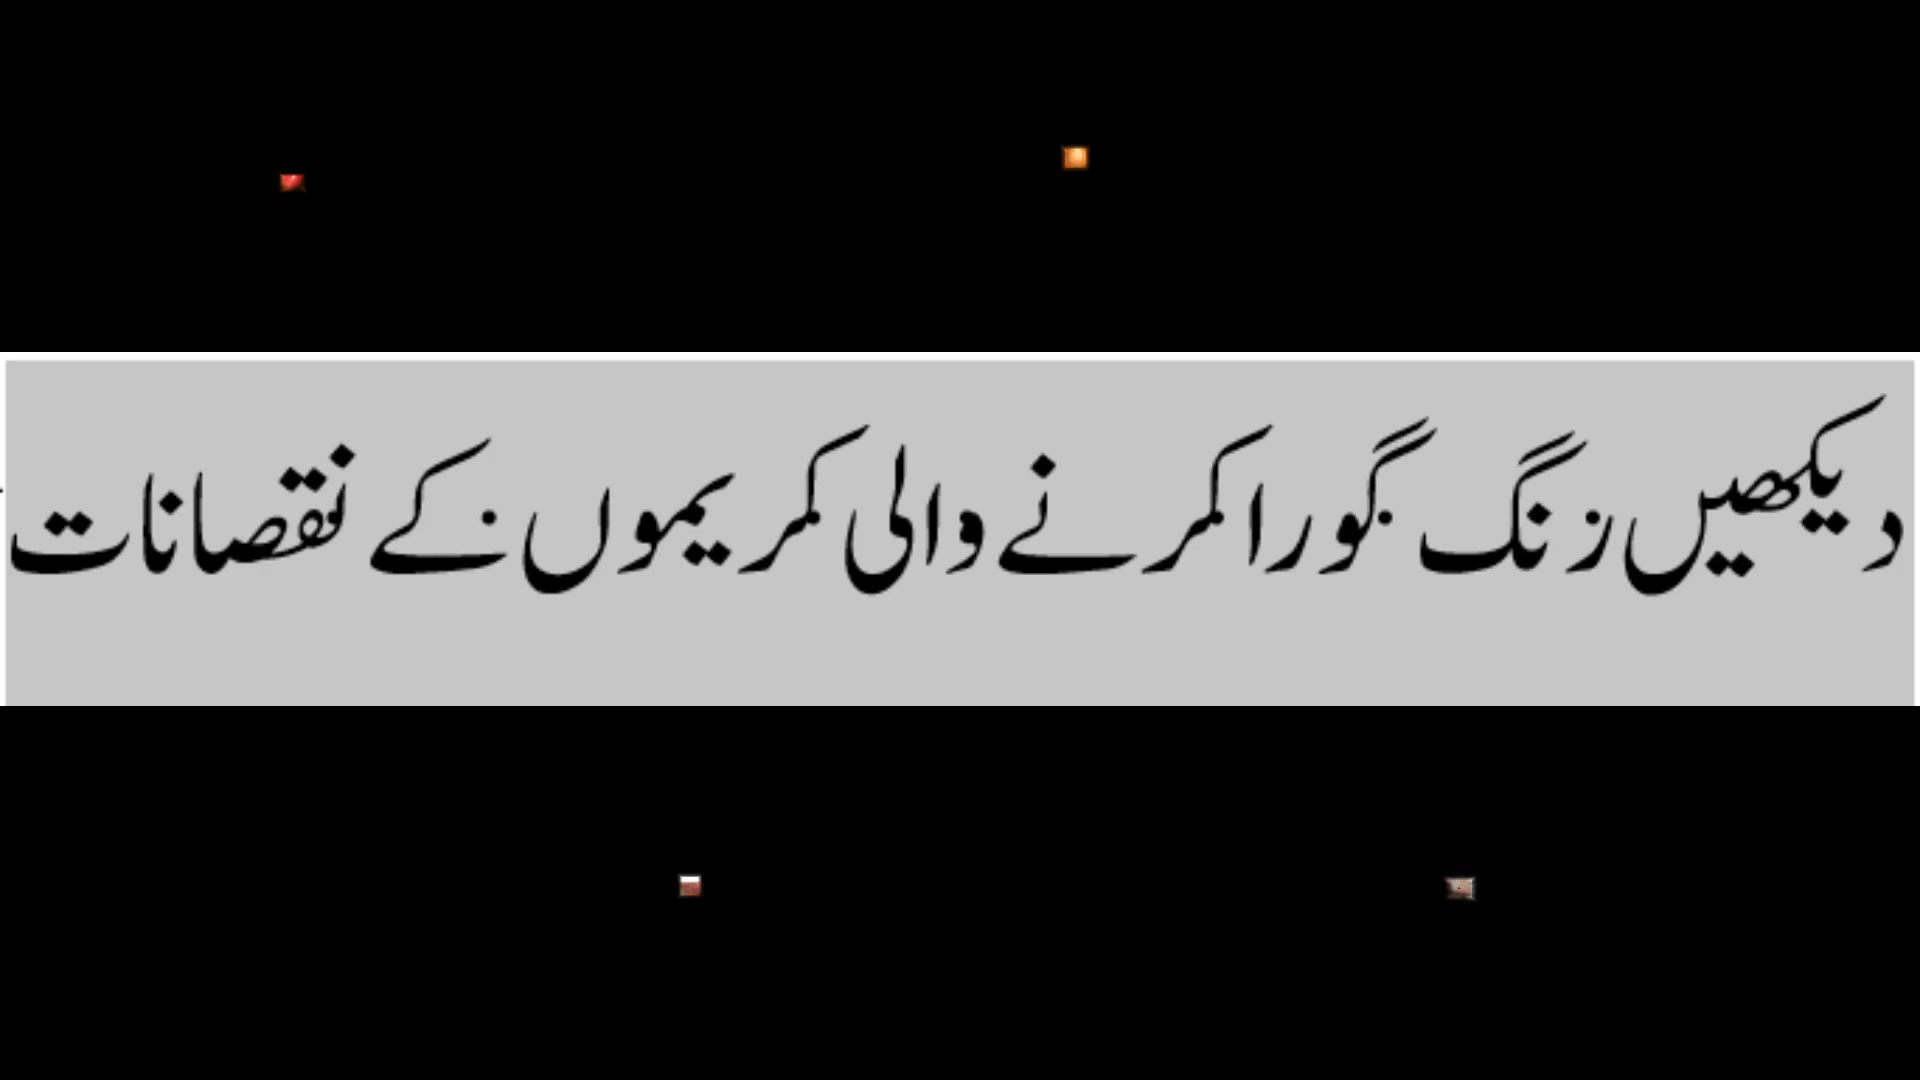 دیکھیں رنگ گورا کرنے والی کریموں کے نقصانات